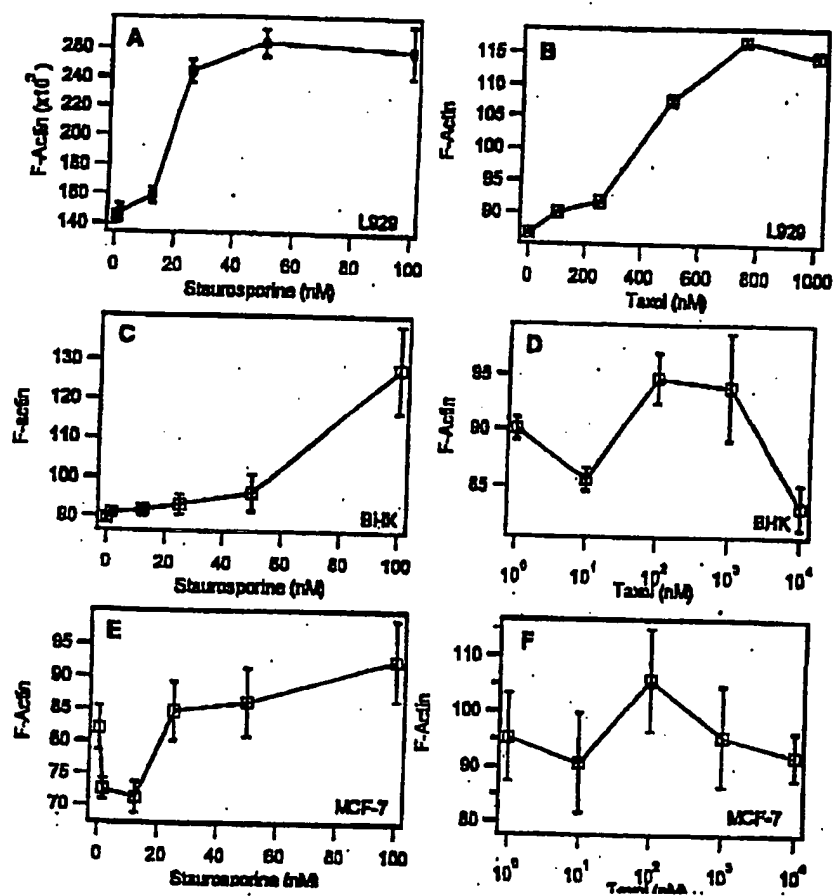 A
F-Actin (x10³)
260
240
220
200
180
160
140
L929
0 20 40 60 80 100
Staurosporine (nM)
B
F-Actin
115
110
105
100
95
90
L929
0 200 400 600 800 1000
Taxol (nM)
C
F-actin
130
120
110
100
90
BHK
0 20 40 60 80 100
Staurosporine (nM)
D
F-Actin
95
90
85
BHK
10⁰ 10¹ 10² 10³ 10⁴
Taxol (nM)
E
F-Actin
95
90
85
80
75
70
MCF-7
0 20 40 60 80 100
Staurosporine (nM)
F
F-Actin
110
100
90
80
MCF-7
10⁰ 10¹ 10² 10³ 10⁴
Taxol (nM)